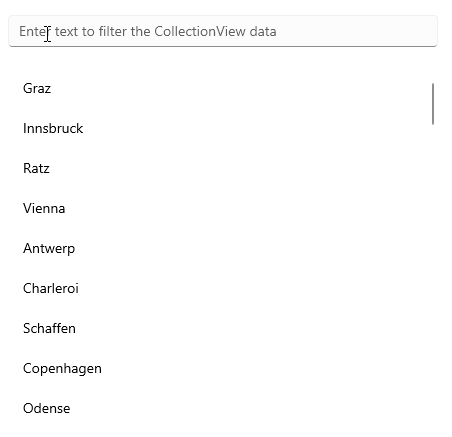 Enter text to filter the CollectionView data
Graz
Innsbruck
Ratz
Vienna
Antwerp
Charleroi
Schaffen
Copenhagen
Odense